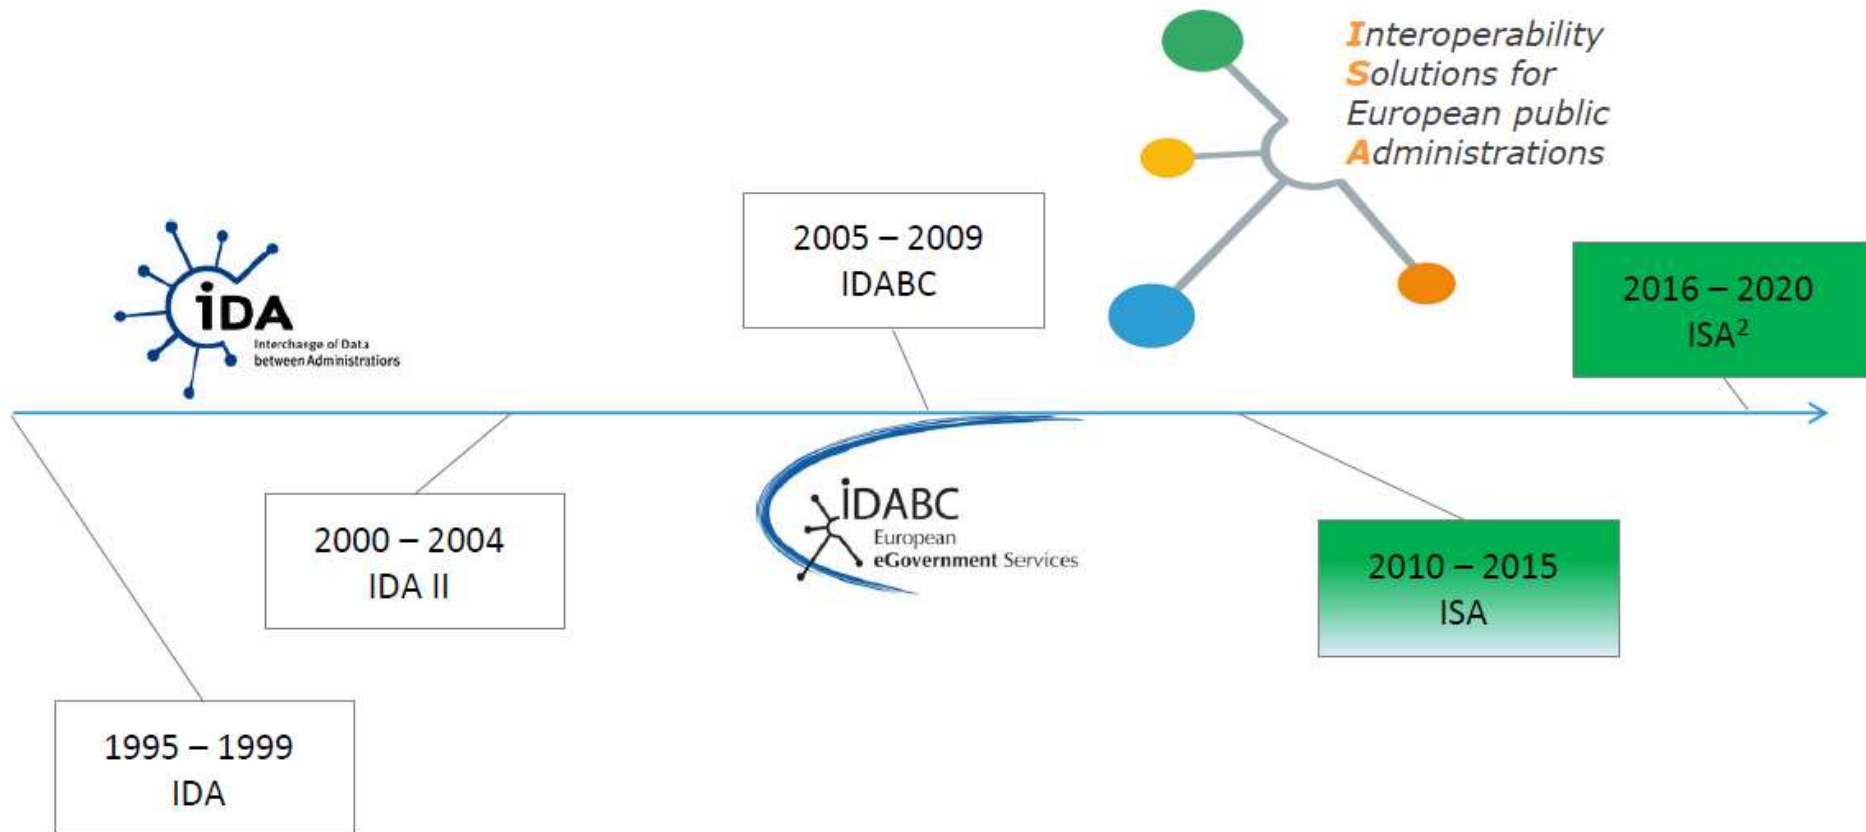 Interoperability
Solutions for
European public
Administrations
iDA
Interchange of Data
between Administrations
2005 – 2009
IDABC
2016 – 2020
ISA²
2000 – 2004
IDA II
iDABC
European
eGovernment Services
2010 – 2015
ISA
1995 – 1999
IDA